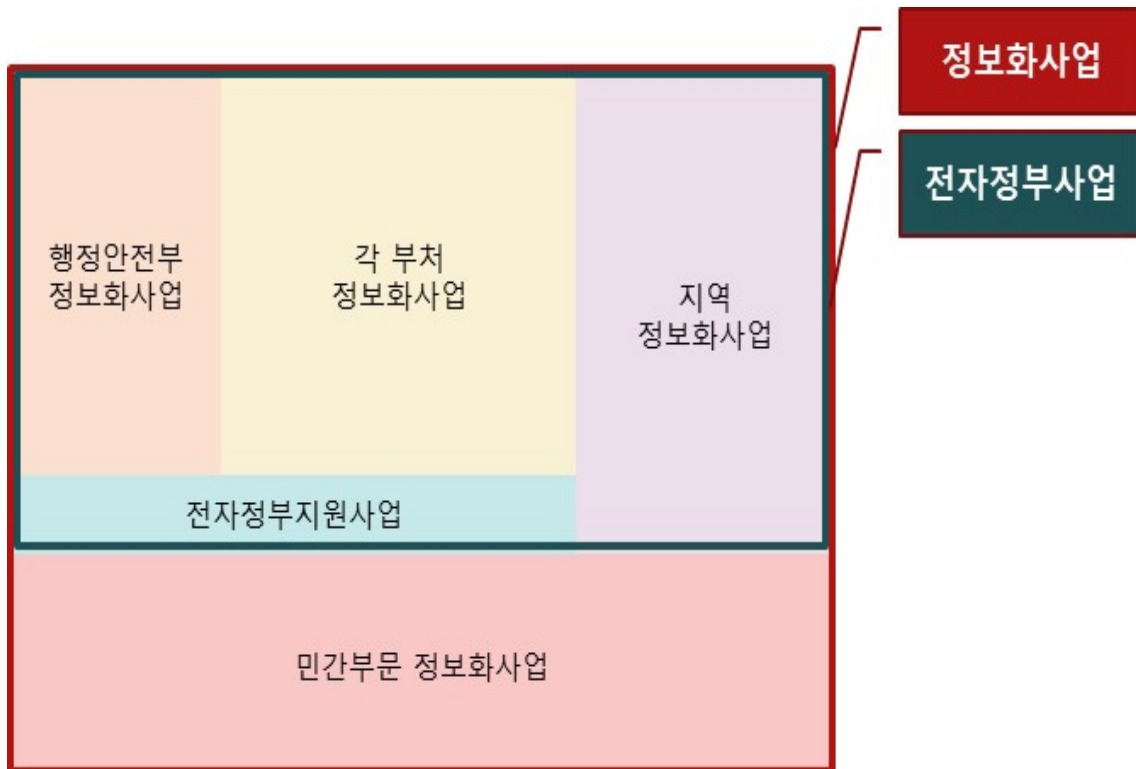 정보화사업
전자정부사업
행정안전부
정보화사업
각 부처
정보화사업
지역
정보화사업
전자정부지원사업
민간부문 정보화사업